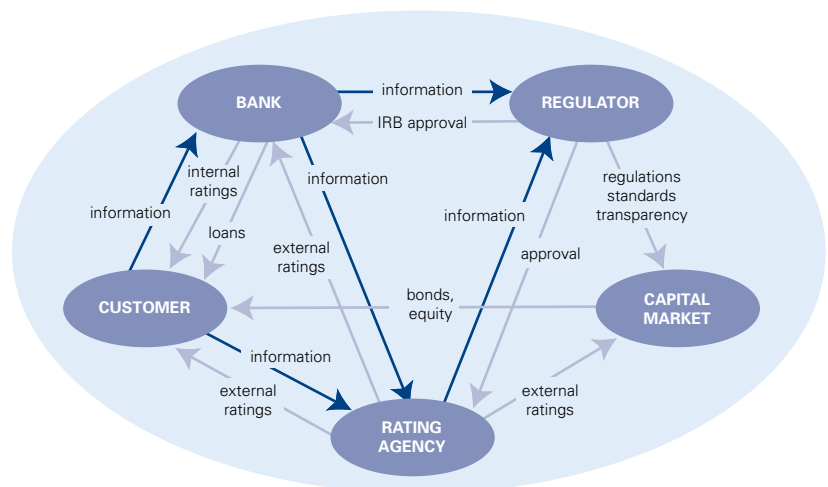 BANK
information
REGULATOR
IRB approval
internal
ratings
information
regulations
standards
transparency
information
information
loans
external
ratings
approval
CUSTOMER
bonds,
equity
CAPITAL
MARKET
information
external
ratings
external
ratings
RATING
AGENCY